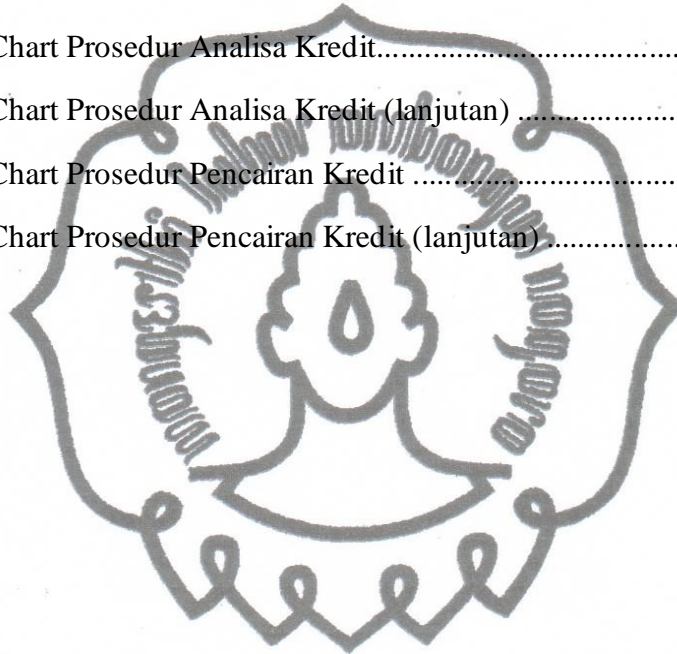 Chart Prosedur Analisa Kredit...................................
Chart Prosedur Analisa Kredit (lanjutan) ...................
Chart Prosedur Pencairan Kredit ..............................
Chart Prosedur Pencairan Kredit (lanjutan) ...............